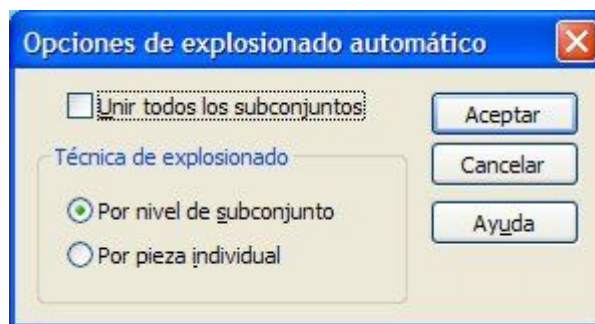 Opciones de explosionado automático
Unir todos los subconjuntos
Aceptar
Técnica de explosionado
Cancelar
Por nivel de subconjunto
Ayuda
Por pieza individual